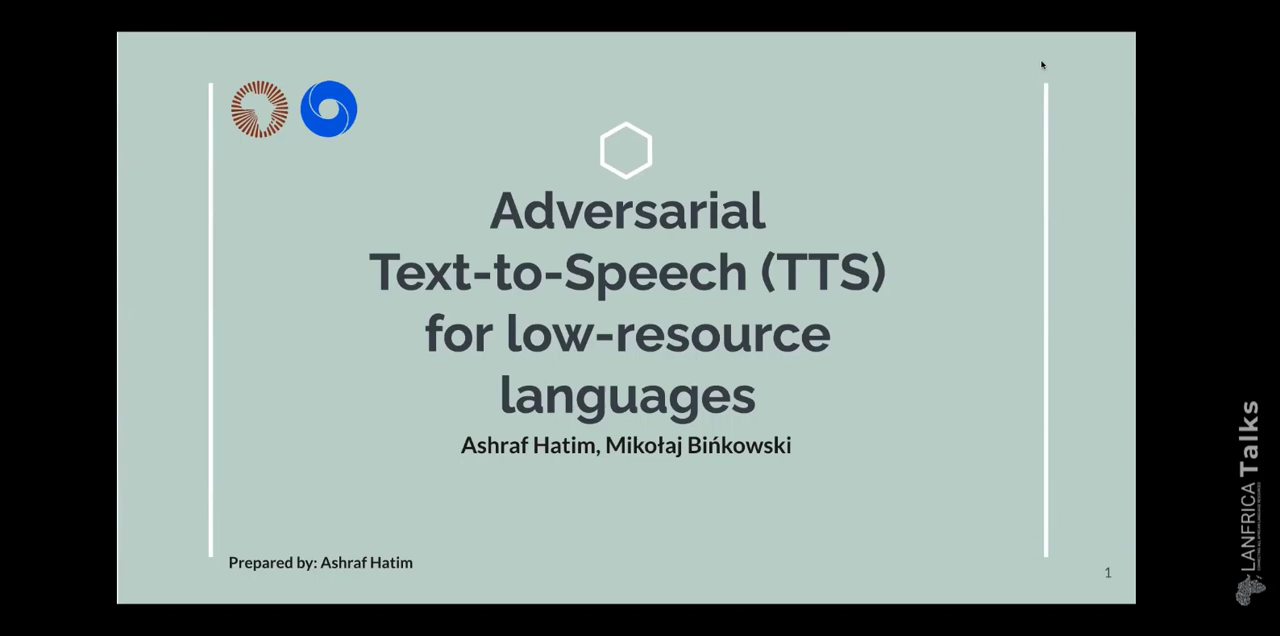 Adversarial
Text-to-Speech (TTS)
for low-resource
languages
Ashraf Hatim, Mikołaj Bińkowski
Prepared by: Ashraf Hatim
1
LANFRICA Talks